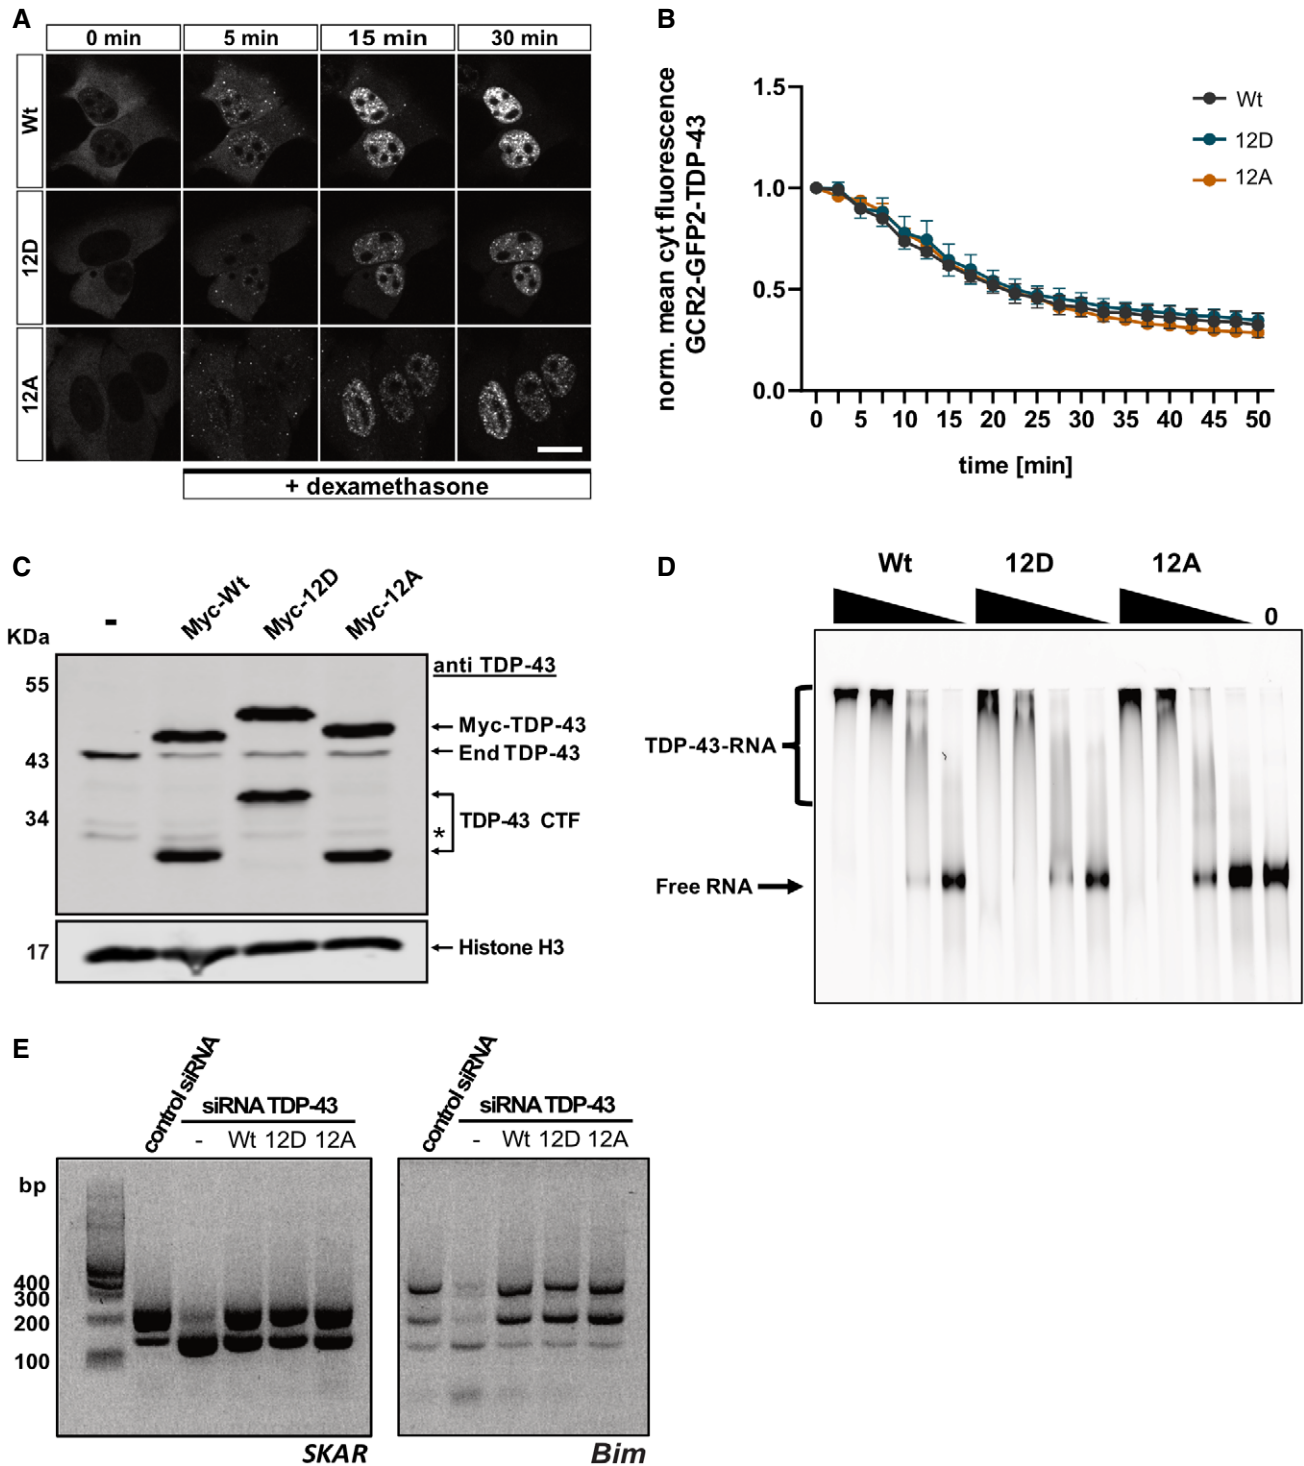 A
0 min 5 min 15 min 30 min
Wt
12D
12A
+ dexamethasone
B
norm. mean cyt fluorescence
GCR2-GFP2-TDP-43
1.5
1.0
0.5
0.0
0 5 10 15 20 25 30 35 40 45 50
time [min]
Wt
12D
12A
C
- Myc-Wt Myc-12D Myc-12A
KDa
55
43
34
17
anti TDP-43
Myc-TDP-43
End TDP-43
TDP-43 CTF
*
Histone H3
D
Wt 12D 12A 0
TDP-43-RNA
Free RNA
E
control siRNA
siRNA TDP-43
- Wt 12D 12A
bp
400
300
200
100
SKAR
control siRNA
siRNA TDP-43
- Wt 12D 12A
Bim